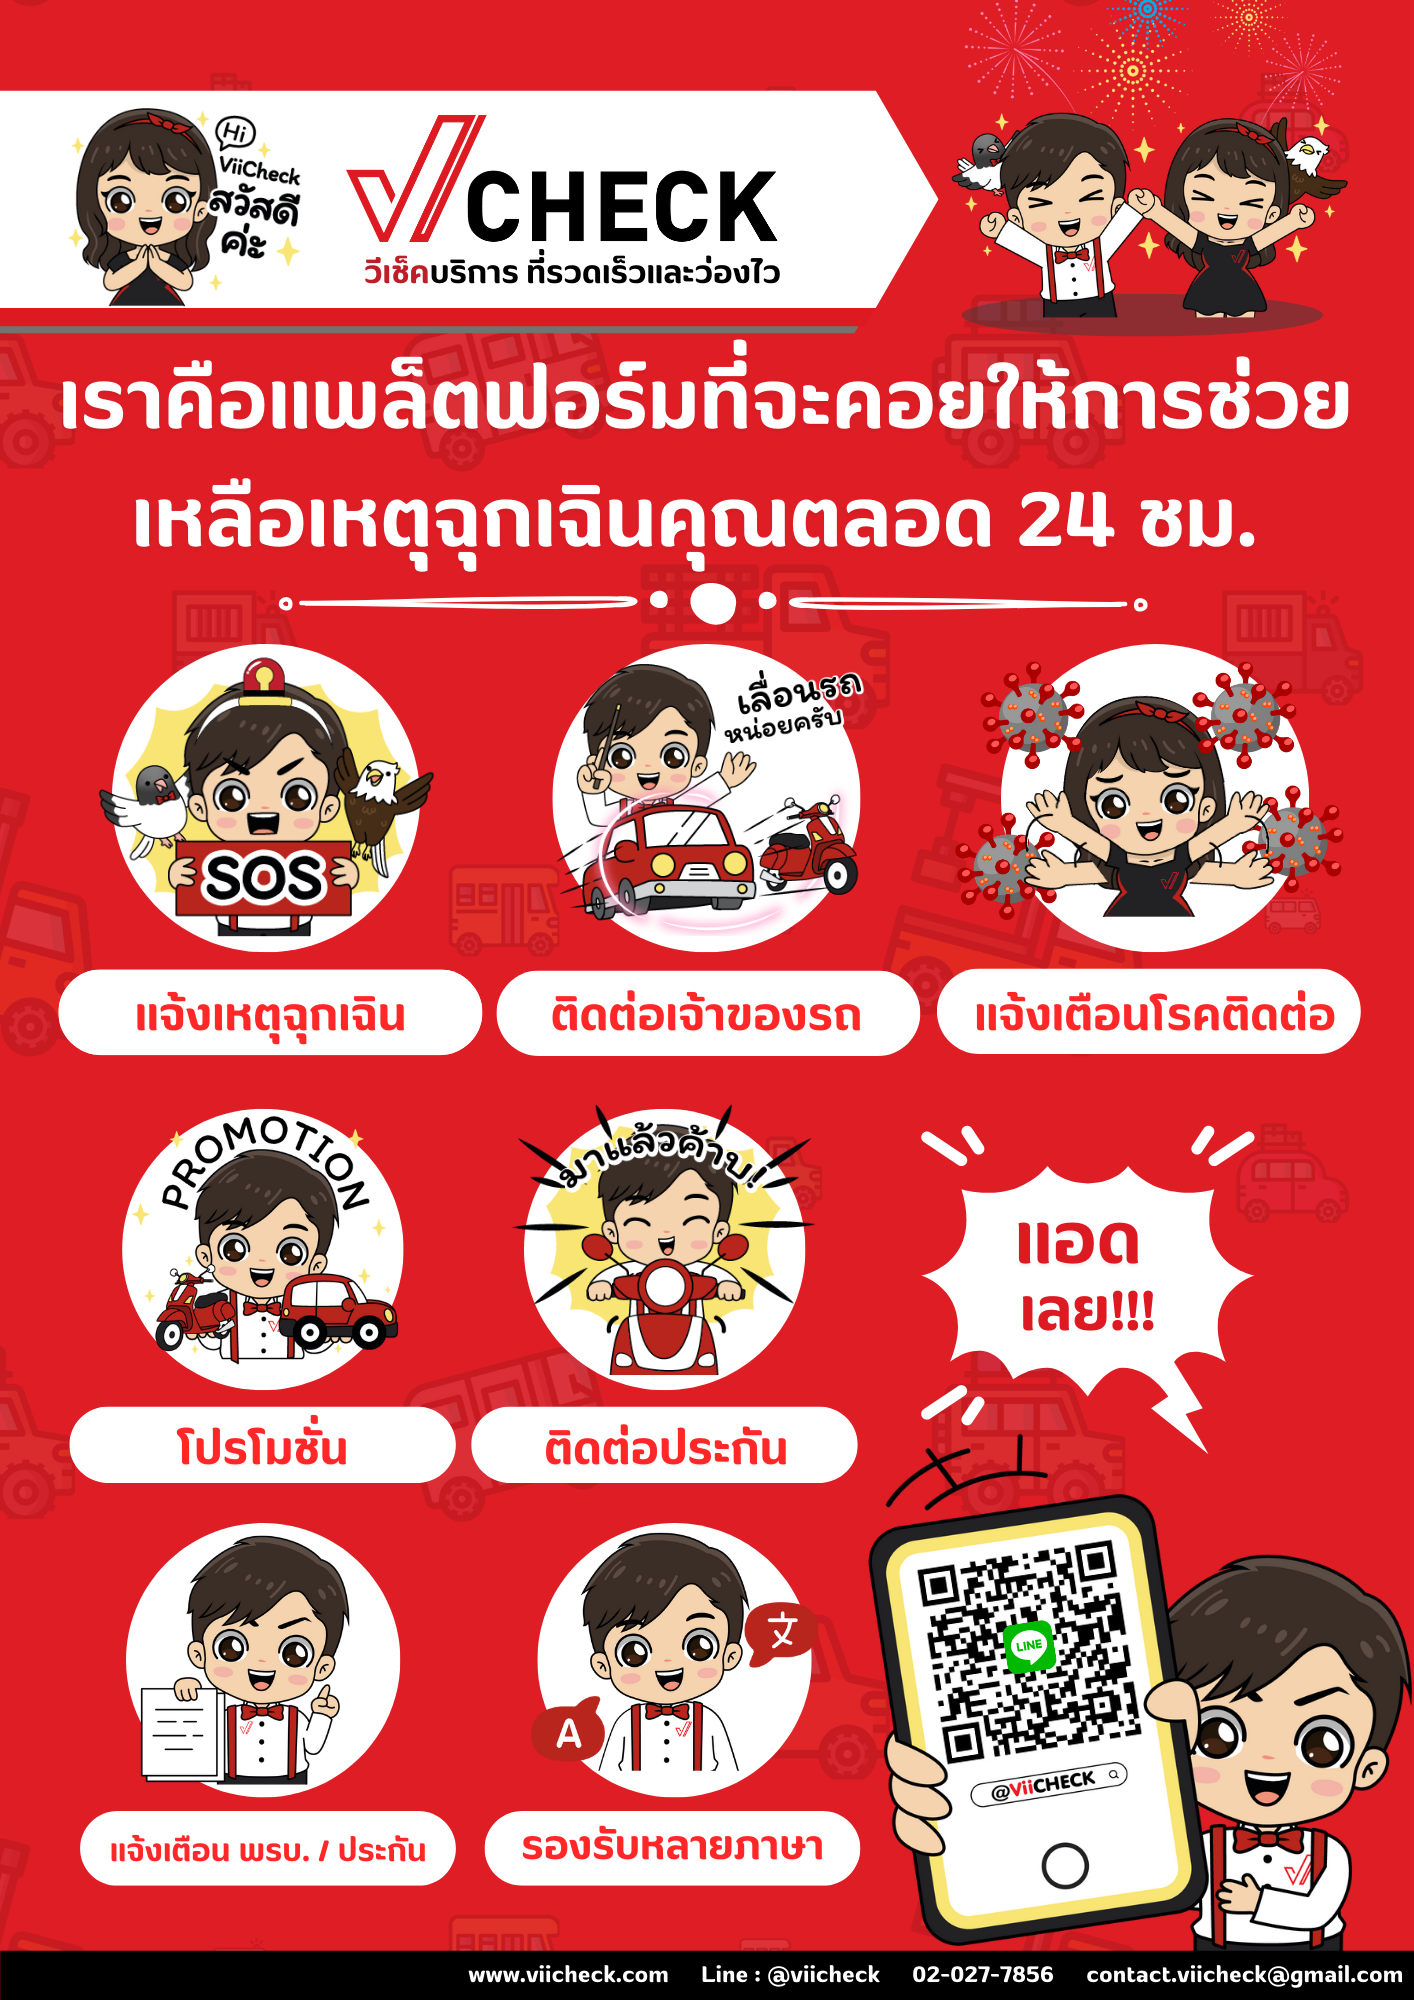 Hi
ViiCheck
สวัสดี
ค่ะ
ViiCHECK
วีเช็คบริการ ที่รวดเร็วและว่องไว
เราคือแพล็ตฟอร์มที่จะคอยให้การช่วย
เหลือเหตุฉุกเฉินคุณตลอด 24 ชม.
SOS
เลื่อนรถ
หน่อยครับ
แจ้งเหตุฉุกเฉิน
ติดต่อเจ้าของรถ
แจ้งเตือนโรคติดต่อ
PROMOTION
มาแล้วค้าบ!
แอด
เลย!!!
โปรโมชั่น
ติดต่อประกัน
文
A
LINE
@ViiCHECK
แจ้งเตือน พรบ. / ประกัน
รองรับหลายภาษา
www.viicheck.com Line : @viicheck 02-027-7856 contact.viicheck@gmail.com